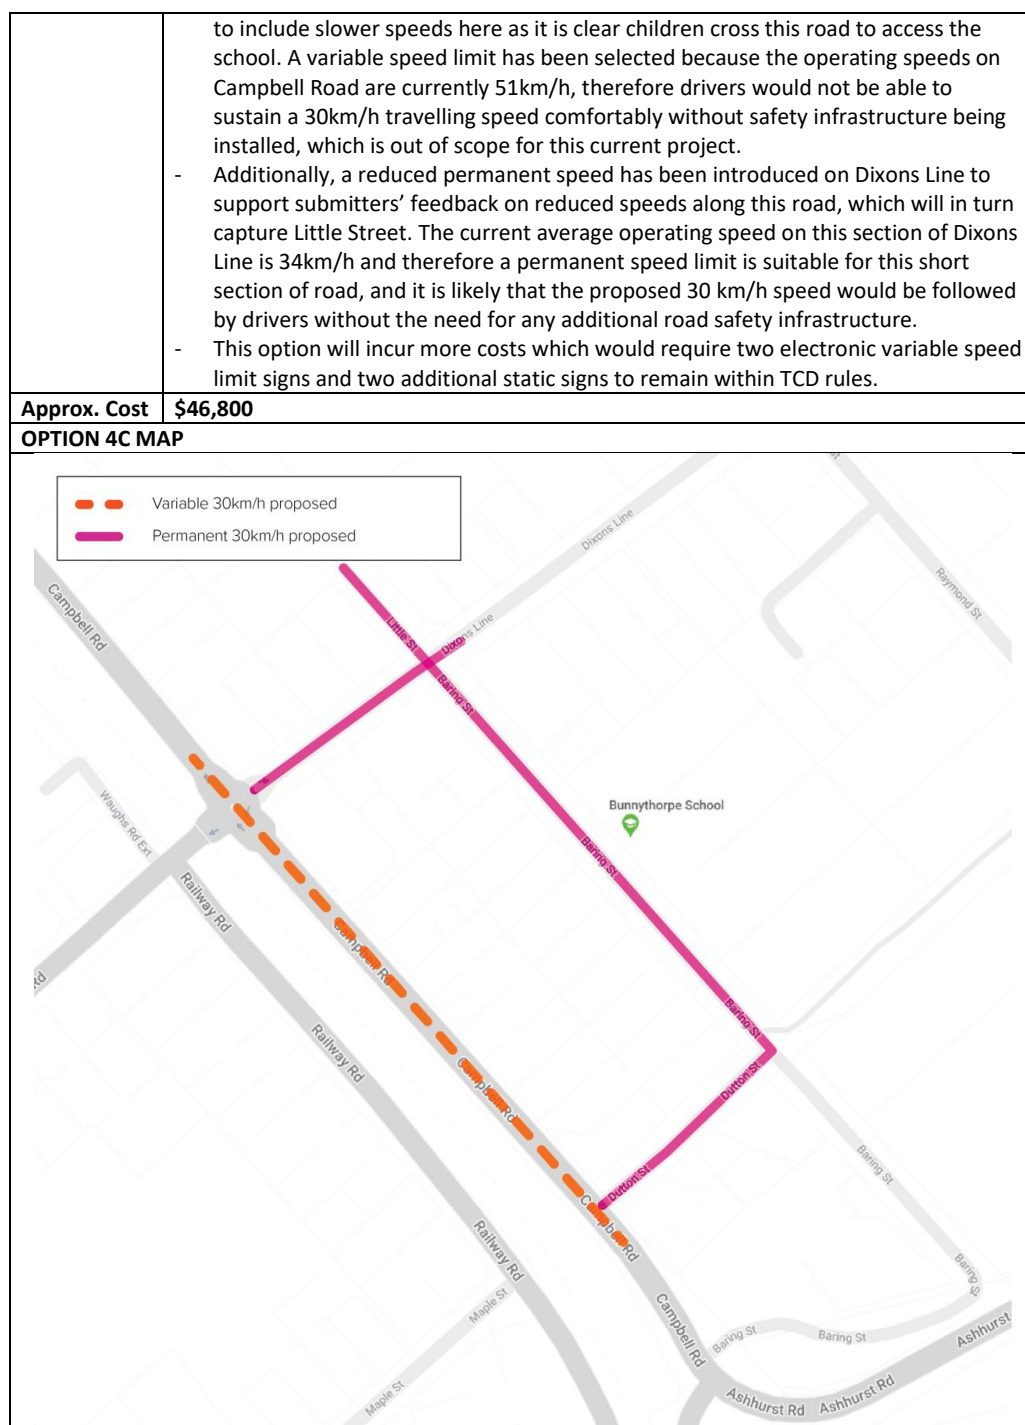 to include slower speeds here as it is clear children cross this road to access the
school. A variable speed limit has been selected because the operating speeds on
Campbell Road are currently 51km/h, therefore drivers would not be able to
sustain a 30km/h travelling speed comfortably without safety infrastructure being
installed, which is out of scope for this current project.
- Additionally, a reduced permanent speed has been introduced on Dixons Line to
support submitters’ feedback on reduced speeds along this road, which will in turn
capture Little Street. The current average operating speed on this section of Dixons
Line is 34km/h and therefore a permanent speed limit is suitable for this short
section of road, and it is likely that the proposed 30 km/h speed would be followed
by drivers without the need for any additional road safety infrastructure.
- This option will incur more costs which would require two electronic variable speed
limit signs and two additional static signs to remain within TCD rules.
Approx. Cost $46,800
OPTION 4C MAP
Variable 30km/h proposed
Permanent 30km/h proposed
Dixons Line
Raymond St
Campbell Rd
Little St
Dixons Line
Baring St
Waughs Rd Ext
Bunnythorpe School
Baring St
Railway Rd
Campbell Rd
Rd
Baring St
Railway Rd
Campbell Rd
Dutton St
Baring St
Dutton St
Campbell Rd
Railway Rd
Baring St
Maple St
Campbell Rd
Baring St
Baring St
Ashhurst
Maple St
Ashhurst Rd
Ashhurst Rd